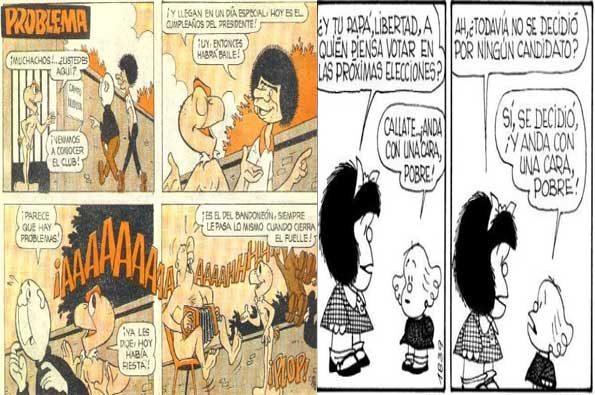 PROBLEMA
¡MUCHACHOS!...¿USTEDES
AQUÍ?
CAMPO
NUDISTA
¡VENIMOS
A CONOCER
EL CLUB!
¡Y LLEGAN EN UN DÍA ESPECIAL: HOY ES EL
CUMPLEAÑOS DEL PRESIDENTE!
¡UY, ENTONCES
HABRÁ BAILE!
¡PARECE
QUE HAY
PROBLEMAS!
¡AAAAAAAAA
¡YA LES
DIJE: HOY
HABÍA
FIESTA!
¡ES EL DEL BANDONEÓN; SIEMPRE
LE PASA LO MISMO CUANDO CIERRA
EL FUELLE!
¡PLOP!
¿Y TU PAPÁ, LIBERTAD, A
QUIÉN PIENSA VOTAR EN
LAS PRÓXIMAS ELECCIONES?
CALLATE...¡ANDA
CON UNA CARA,
POBRE!
1839
AH, ¿TODAVÍA NO SE DECIDIÓ
POR NINGÚN CANDIDATO?
SÍ, SE DECIDIÓ,
¡Y ANDA CON
UNA CARA,
POBRE!